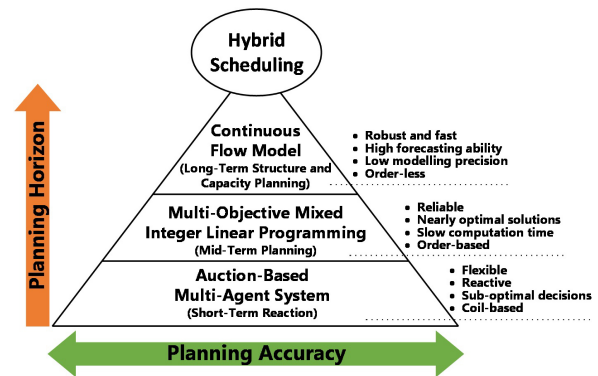 Hybrid
Scheduling
Planning Horizon
Continuous
Flow Model
(Long-Term Structure and
Capacity Planning)
• Robust and fast
• High forecasting ability
• Low modelling precision
• Order-less
Multi-Objective Mixed
Integer Linear Programming
(Mid-Term Planning)
• Reliable
• Nearly optimal solutions
• Slow computation time
• Order-based
Auction-Based
Multi-Agent System
(Short-Term Reaction)
• Flexible
• Reactive
• Sub-optimal decisions
• Coil-based
Planning Accuracy